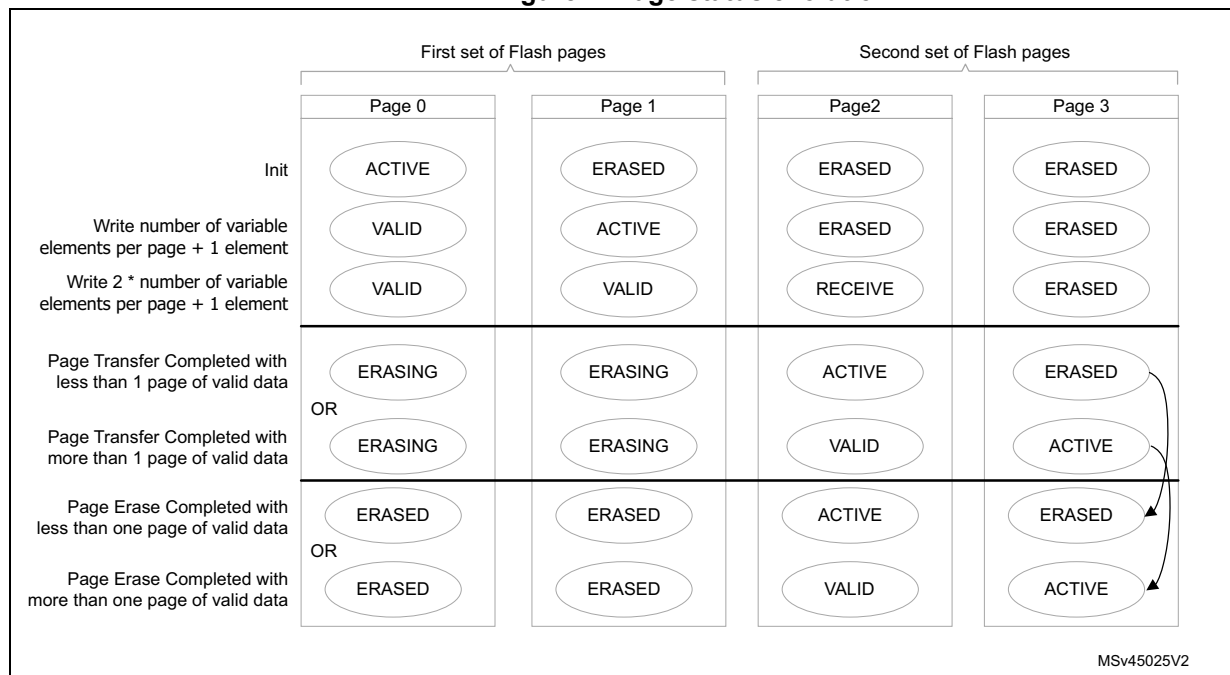 First set of Flash pages
Second set of Flash pages
Page 0
Page 1
Page2
Page 3
Init
ACTIVE
ERASED
ERASED
ERASED
Write number of variable
elements per page + 1 element
VALID
ACTIVE
ERASED
ERASED
Write 2 * number of variable
elements per page + 1 element
VALID
VALID
RECEIVE
ERASED
Page Transfer Completed with
less than 1 page of valid data
ERASING
ERASING
ACTIVE
ERASED
OR
Page Transfer Completed with
more than 1 page of valid data
ERASING
ERASING
VALID
ACTIVE
Page Erase Completed with
less than one page of valid data
ERASED
ERASED
ACTIVE
ERASED
OR
Page Erase Completed with
more than one page of valid data
ERASED
ERASED
VALID
ACTIVE
MSv45025V2